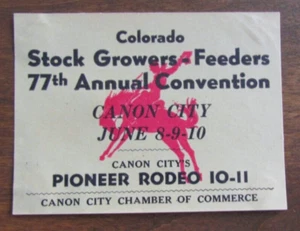 Colorado
Stock Growers - Feeders
77th Annual Convention
CANON CITY
JUNE 8-9-10
CANON CITY'S
PIONEER RODEO 10-11
CANON CITY CHAMBER OF COMMERCE